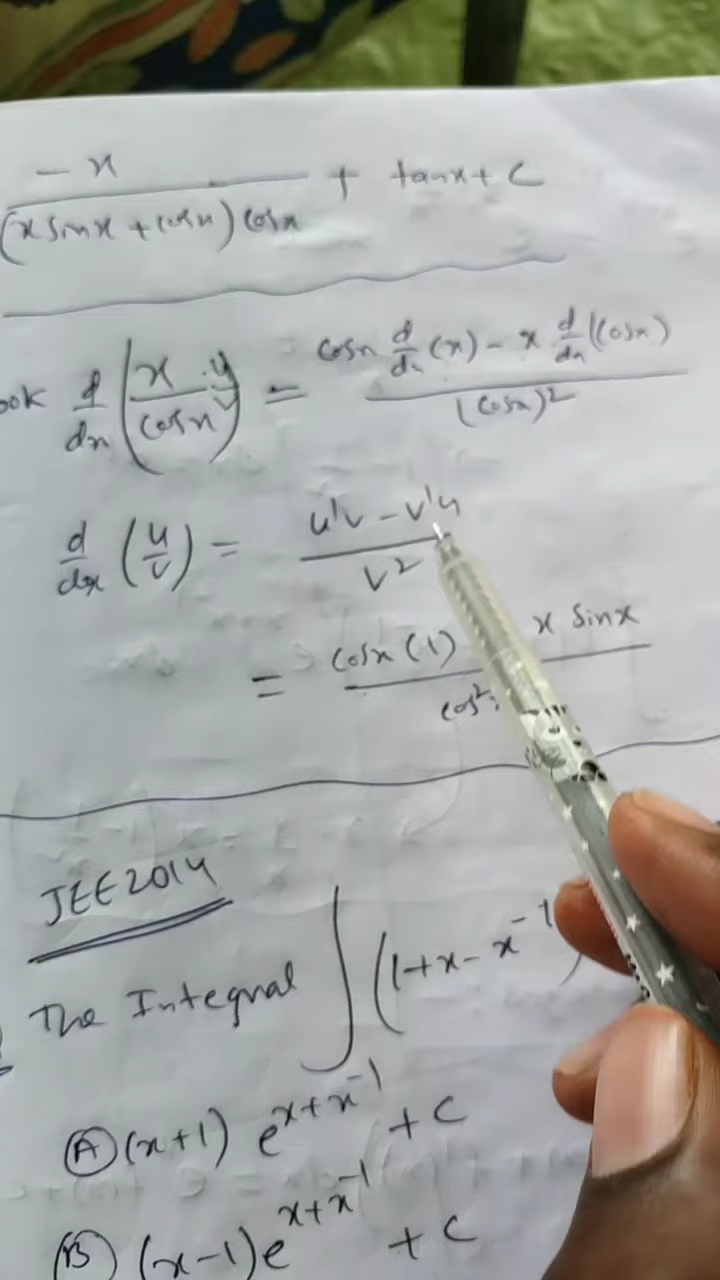 -x / (x sinx + cosx) cosx + tanx + C
d/dx (x/cosx) u/v = cosx d/dx (x) - x d/dx (cosx) / (cosx)²
d/dx (u/v) = u'v - v'u / v²
= cosx (1) x sinx / cos²
JEE 2014
The Integral ∫ (1+x-x⁻¹)
(A) (x+1) e^(x+x⁻¹) + C
(B) (x-1) e^(x+x⁻¹) + C